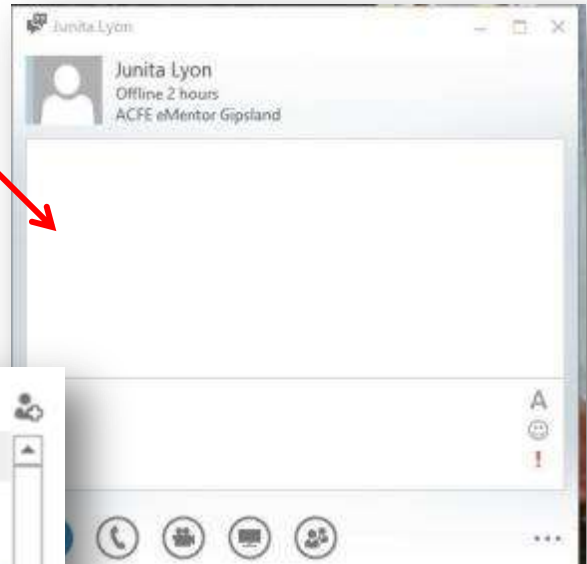 Junita Lyon
Junita Lyon
Offline 2 hours
ACFE eMentor Gipsland
A
!